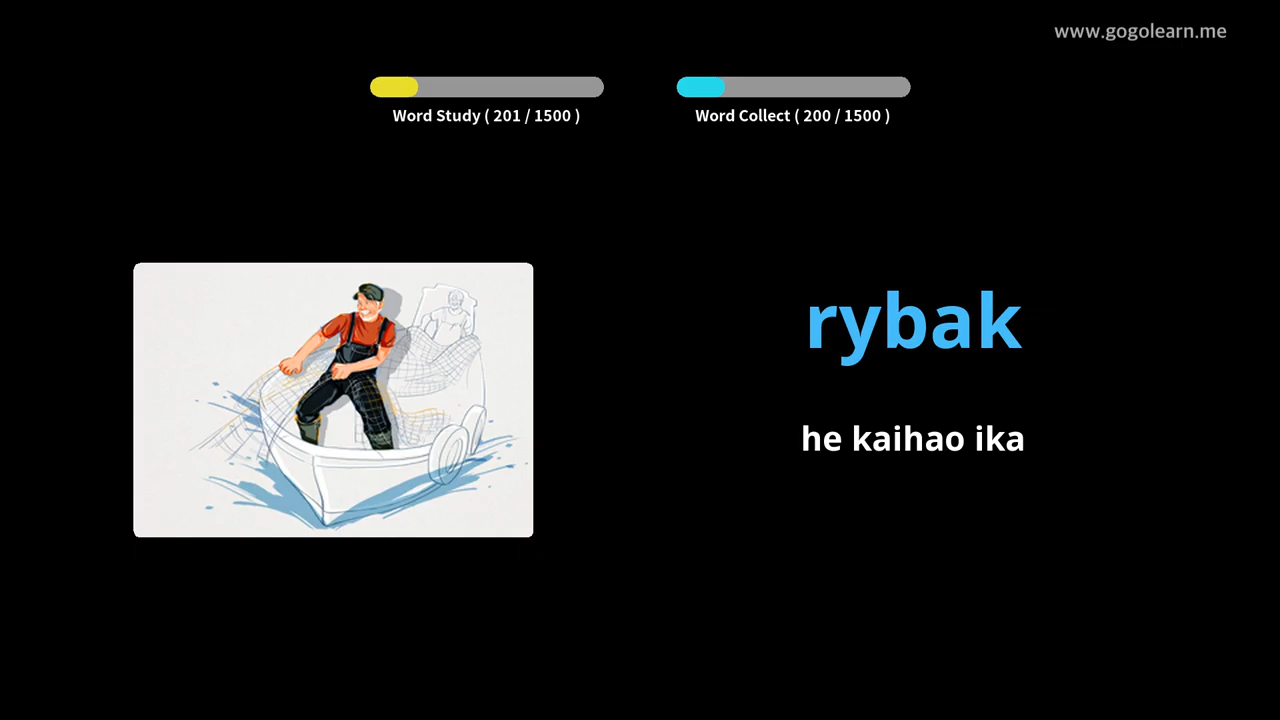 www.gogolearn.me
Word Study ( 201 / 1500 )
Word Collect ( 200 / 1500 )
rybak
he kaihao ika